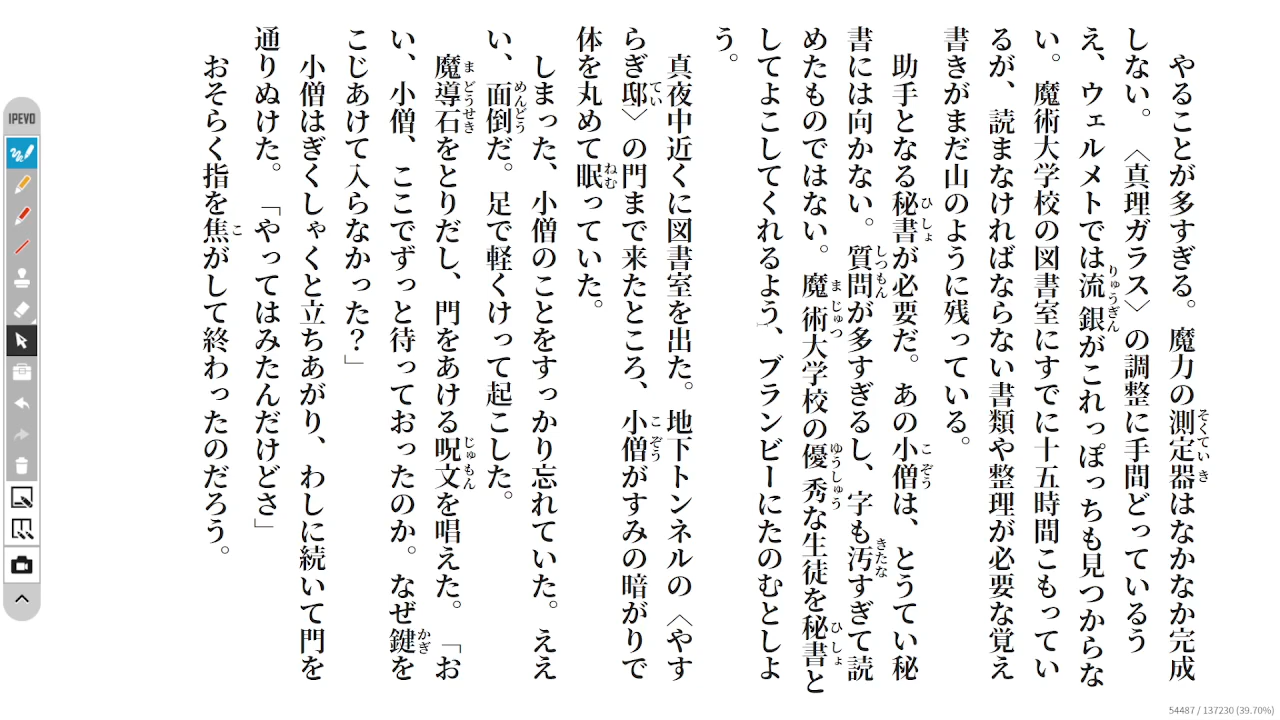 やることが多すぎる。魔力の測定器はなかなか完成
しない。〈真理ガラス〉の調整に手間どっているう
え、ウェルメトでは流銀がこれっぽっちも見つからな
い。魔術大学校の図書室にすでに十五時間こもってい
るが、読まなければならない書類や整理が必要な覚え
書きがまだ山のように残っている。
助手となる秘書が必要だ。あの小僧は、とうてい秘
書には向かない。質問が多すぎるし、字も汚すぎて読
めたものではない。魔術大学校の優秀な生徒を秘書と
してよこしてくれるよう、ブランビーにたのむとしよ
う。
真夜中近くに図書室を出た。地下トンネルの〈やす
らぎ邸〉の門まで来たところ、小僧がすみの暗がりで
体を丸めて眠っていた。
しまった、小僧のことをすっかり忘れていた。ええ
い、面倒だ。足で軽くけって起こした。
魔導石をとりだし、門をあける呪文を唱えた。「お
い、小僧、ここでずっと待っておったのか。なぜ鍵を
こじあけて入らなかった？」
小僧はぎくしゃくと立ちあがり、わしに続いて門を
通りぬけた。「やってはみたんだけどさ」
おそらく指を焦がして終わったのだろう。
IPEVO
54487 / 137230 (39.70%)